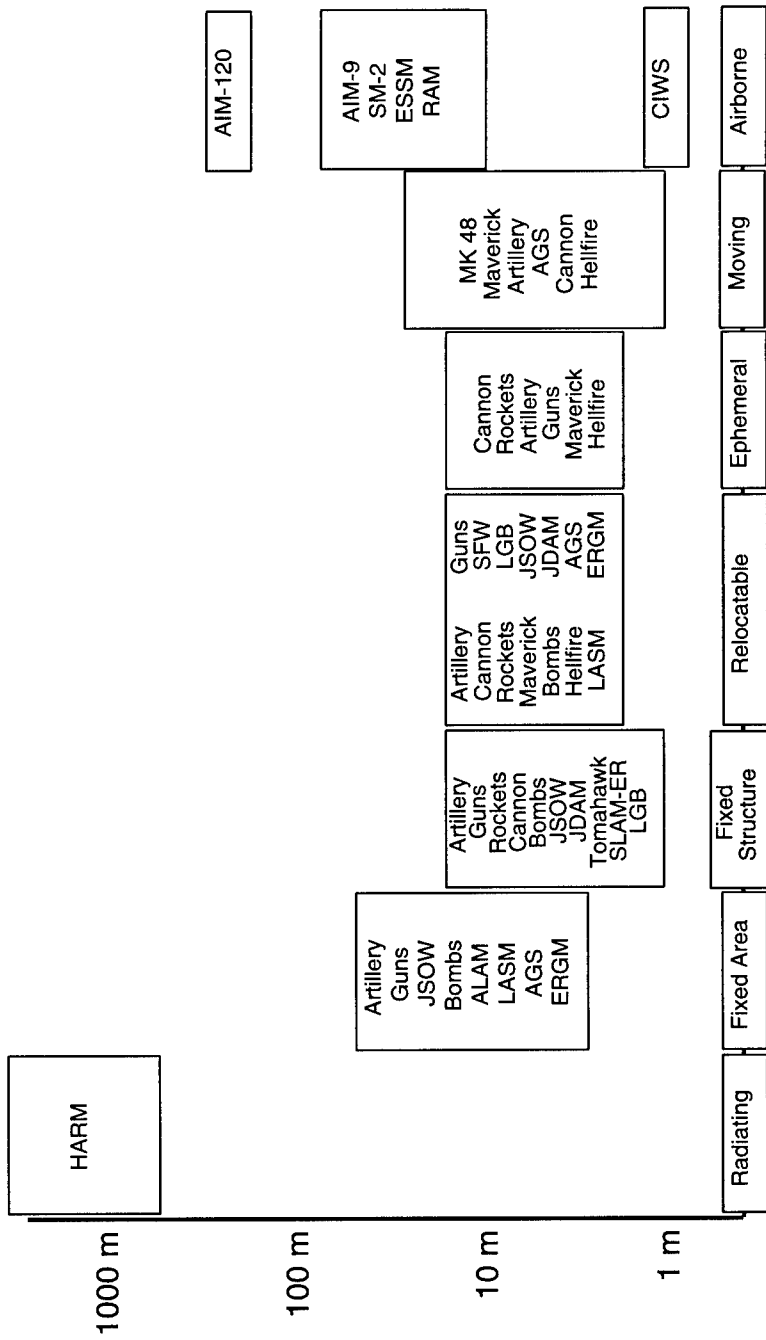 1000 m
100 m
10 m
1 m
HARM
Radiating
Artillery
Guns
JSOW
Bombs
ALAM
LASM
AGS
ERGM
Fixed Area
Artillery
Guns
Rockets
Cannon
Bombs
JSOW
JDAM
Tomahawk
SLAM-ER
LGB
Fixed
Structure
Artillery
Cannon
Rockets
Maverick
Bombs
Hellfire
LASM
Guns
SFW
LGB
JSOW
JDAM
AGS
ERGM
Relocatable
Cannon
Rockets
Artillery
Guns
Maverick
Hellfire
Ephemeral
MK 48
Maverick
Artillery
AGS
Cannon
Hellfire
Moving
AIM-120
AIM-9
SM-2
ESSM
RAM
CIWS
Airborne